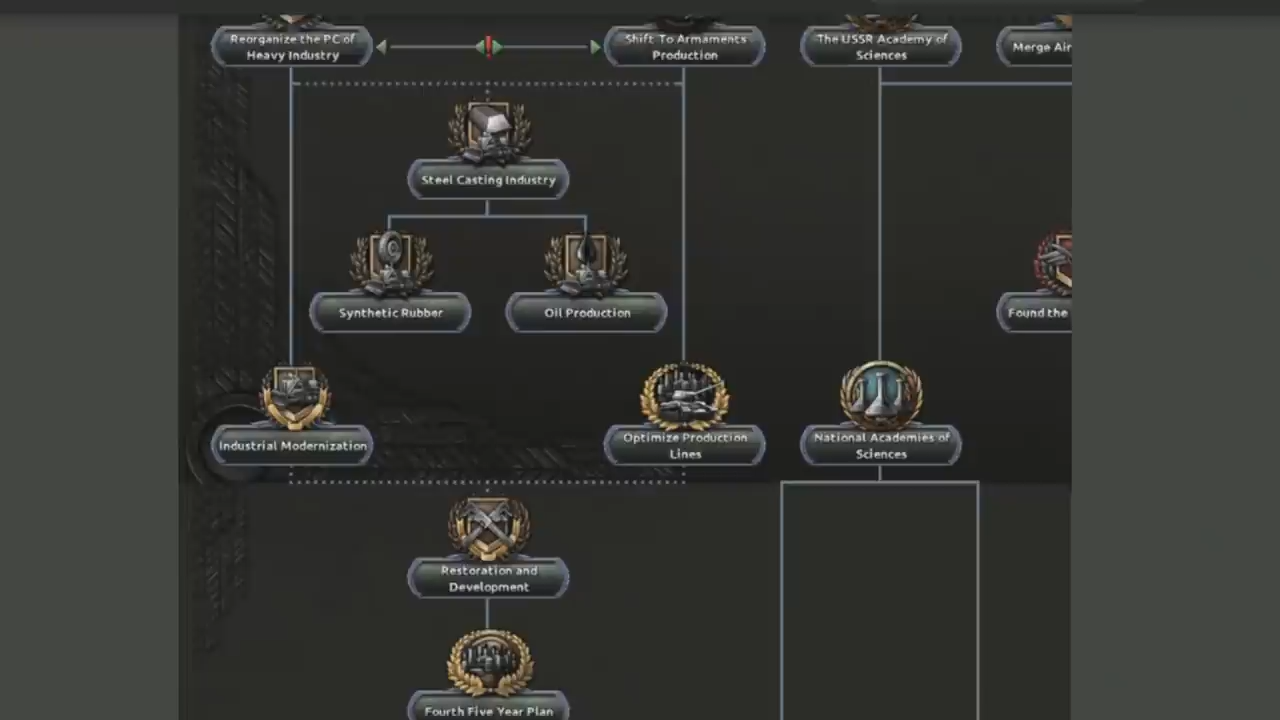 Reorganize the PC of
Heavy Industry
Shift To Armaments
Production
The USSR Academy of
Sciences
Merge Air
Steel Casting Industry
Synthetic Rubber
Oil Production
Found the
Industrial Modernization
Optimize Production
Lines
National Academies of
Sciences
Restoration and
Development
Fourth Five Year Plan